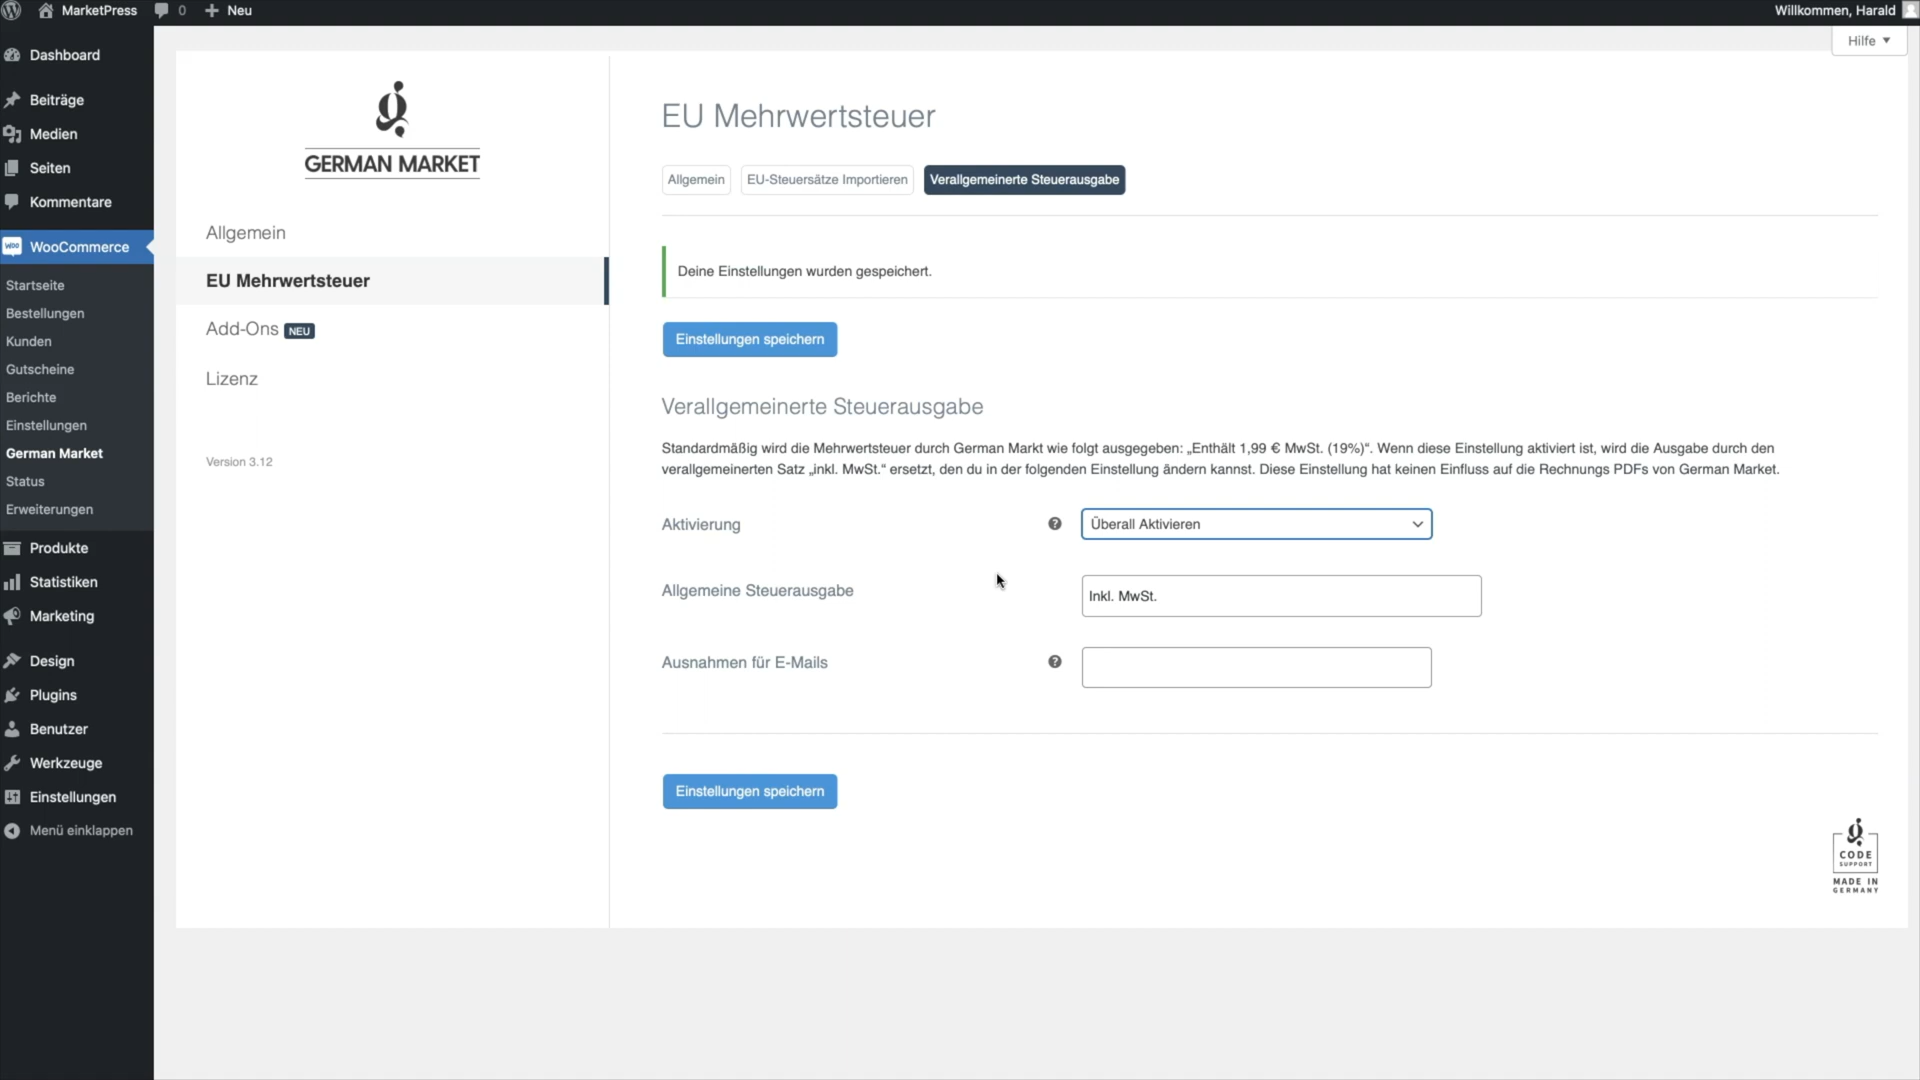 MarketPress
0
Neu
Willkommen, Harald
Hilfe
Dashboard
Beiträge
Medien
Seiten
Kommentare
Woo
WooCommerce
Startseite
Bestellungen
Kunden
Gutscheine
Berichte
Einstellungen
German Market
Status
Erweiterungen
Produkte
Statistiken
Marketing
Design
Plugins
Benutzer
Werkzeuge
Einstellungen
Menü einklappen
GERMAN MARKET
Allgemein
EU Mehrwertsteuer
Add-Ons NEU
Lizenz
Version 3.12
EU Mehrwertsteuer
Allgemein
EU-Steuersätze Importieren
Verallgemeinerte Steuerausgabe
Deine Einstellungen wurden gespeichert.
Einstellungen speichern
Verallgemeinerte Steuerausgabe
Standardmäßig wird die Mehrwertsteuer durch German Markt wie folgt ausgegeben: „Enthält 1,99 € MwSt. (19%)“. Wenn diese Einstellung aktiviert ist, wird die Ausgabe durch den
verallgemeinerten Satz „inkl. MwSt.“ ersetzt, den du in der folgenden Einstellung ändern kannst. Diese Einstellung hat keinen Einfluss auf die Rechnungs PDFs von German Market.
Aktivierung
Überall Aktivieren
Allgemeine Steuerausgabe
Inkl. MwSt.
Ausnahmen für E-Mails
Einstellungen speichern
CODE
SUPPORT
MADE IN
GERMANY